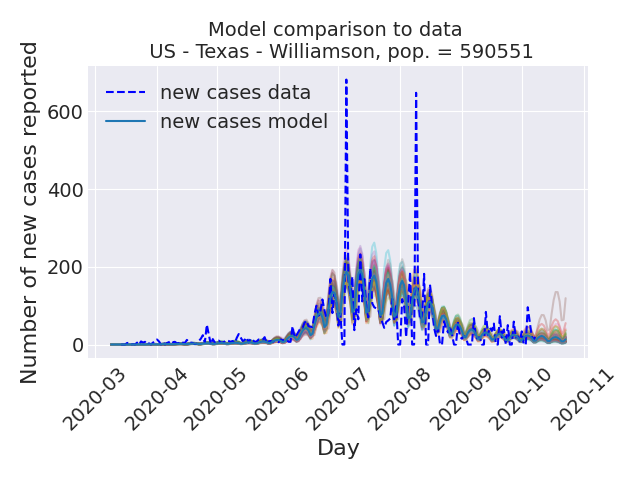 Model comparison to data
US - Texas - Williamson, pop. = 590551
Number of new cases reported
600
400
200
0
new cases data
new cases model
2020-03
2020-04
2020-05
2020-06
2020-07
2020-08
2020-09
2020-10
2020-11
Day